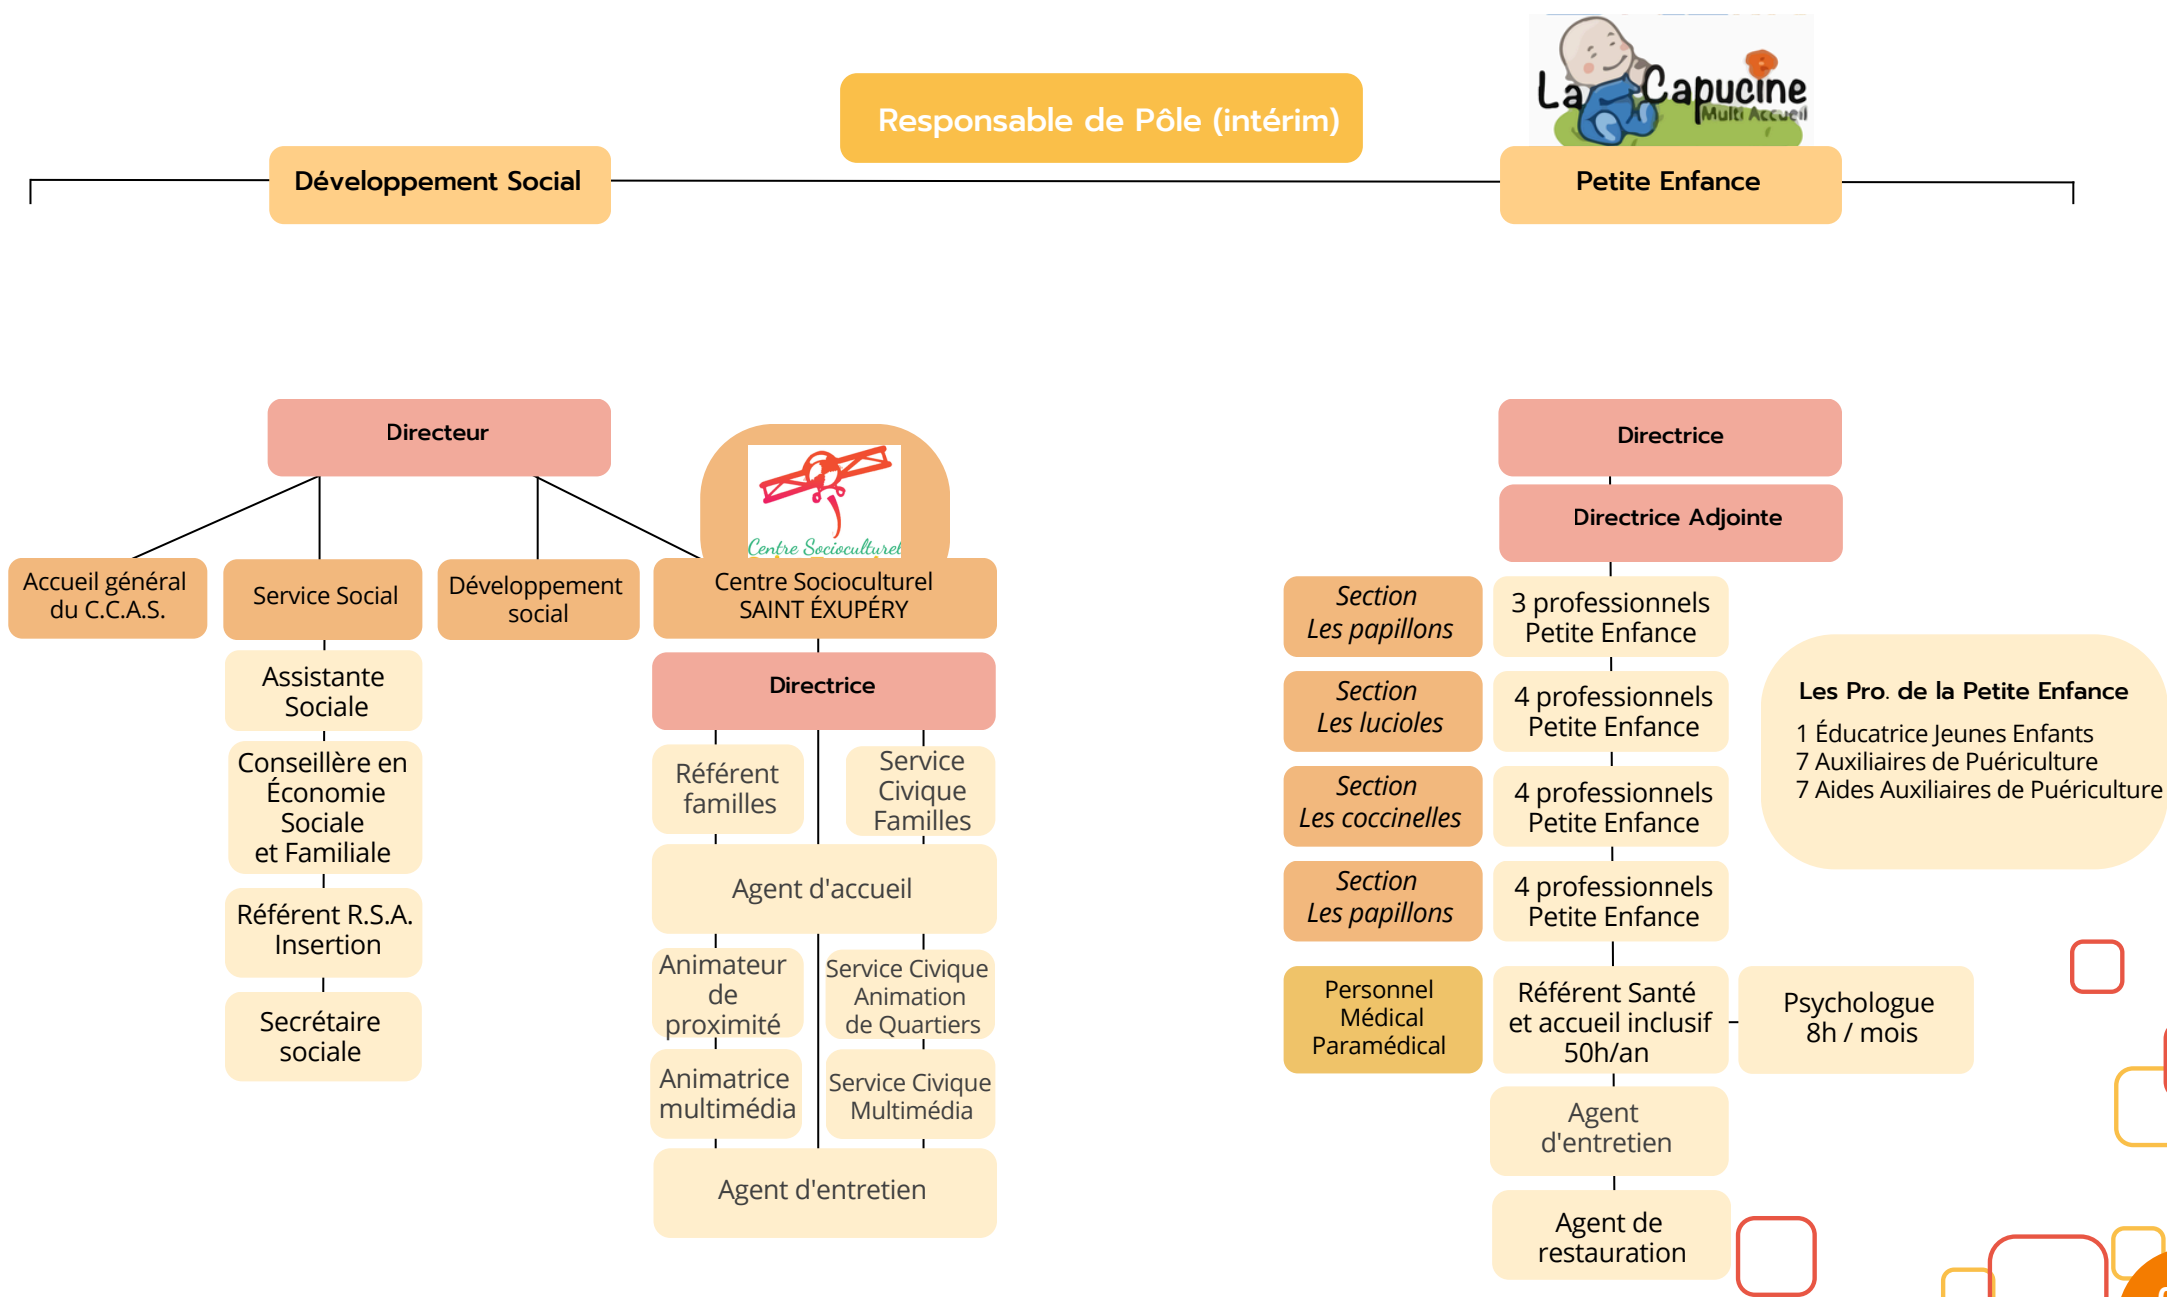 La Capucine
Multi Accueil
Responsable de Pôle (intérim)
Développement Social
Petite Enfance
Directeur
Centre Socioculturel
Accueil général
du C.C.A.S.
Service Social
Développement
social
Centre Socioculturel
SAINT ÉXUPÉRY
Assistante
Sociale
Conseillère en
Économie
Sociale
et Familiale
Référent R.S.A.
Insertion
Secrétaire
sociale
Directrice
Référent
familles
Service
Civique
Familles
Agent d'accueil
Animateur
de
proximité
Service Civique
Animation
de Quartiers
Animatrice
multimédia
Service Civique
Multimédia
Agent d'entretien
Directrice
Directrice Adjointe
Section
Les papillons
3 professionnels
Petite Enfance
Section
Les lucioles
4 professionnels
Petite Enfance
Section
Les coccinelles
4 professionnels
Petite Enfance
Section
Les papillons
4 professionnels
Petite Enfance
Les Pro. de la Petite Enfance
1 Éducatrice Jeunes Enfants
7 Auxiliaires de Puériculture
7 Aides Auxiliaires de Puériculture
Personnel
Médical
Paramédical
Référent Santé
et accueil inclusif
50h/an
Psychologue
8h / mois
Agent
d'entretien
Agent de
restauration